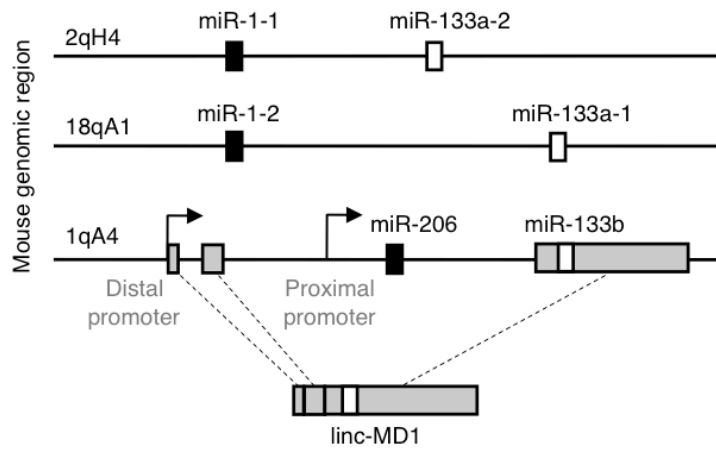 Mouse genomic region
2qH4
miR-1-1
miR-133a-2
18qA1
miR-1-2
miR-133a-1
1qA4
miR-206
miR-133b
Distal
promoter
Proximal
promoter
linc-MD1